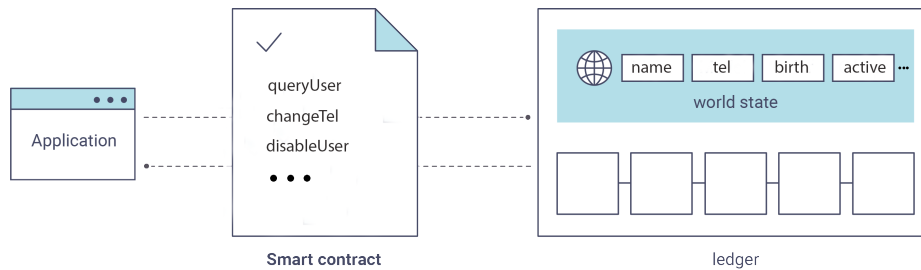 Application
queryUser
changeTel
disableUser
•••
Smart contract
name tel birth active •••
world state
ledger